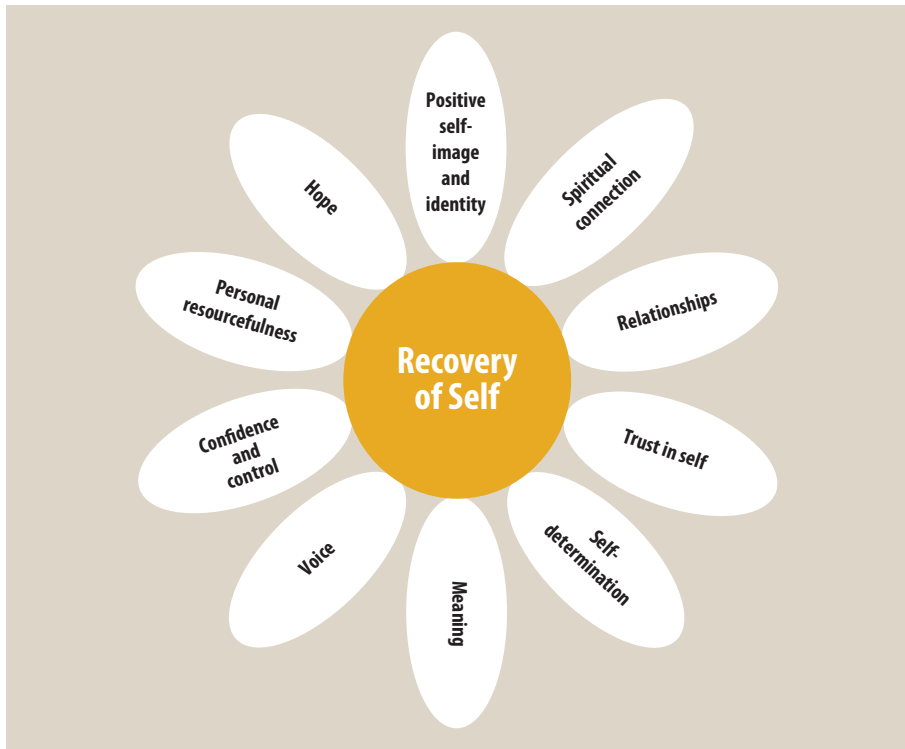 Positive
self-
image
and
identity
Spiritual
connection
Relationships
Trust in self
Self-
determination
Meaning
Voice
Confidence
and
control
Personal
resourcefulness
Hope
Recovery
of Self